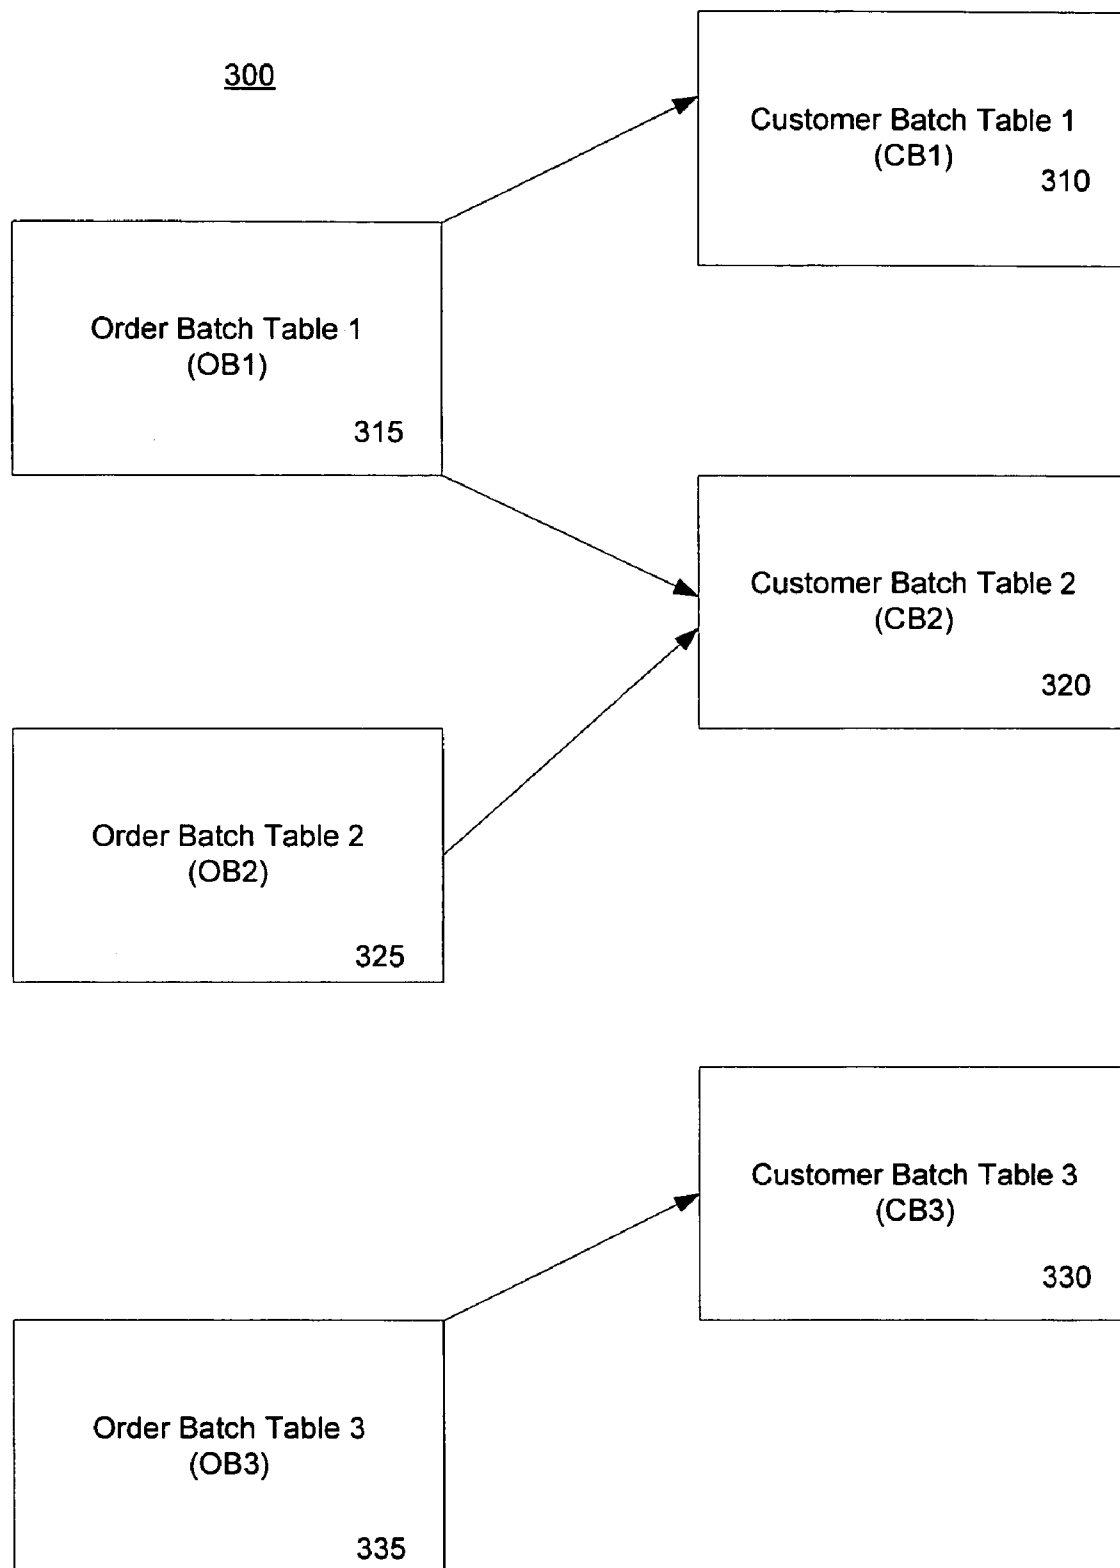 300
Customer Batch Table 1
(CB1)
310
Order Batch Table 1
(OB1)
315
Customer Batch Table 2
(CB2)
320
Order Batch Table 2
(OB2)
325
Customer Batch Table 3
(CB3)
330
Order Batch Table 3
(OB3)
335